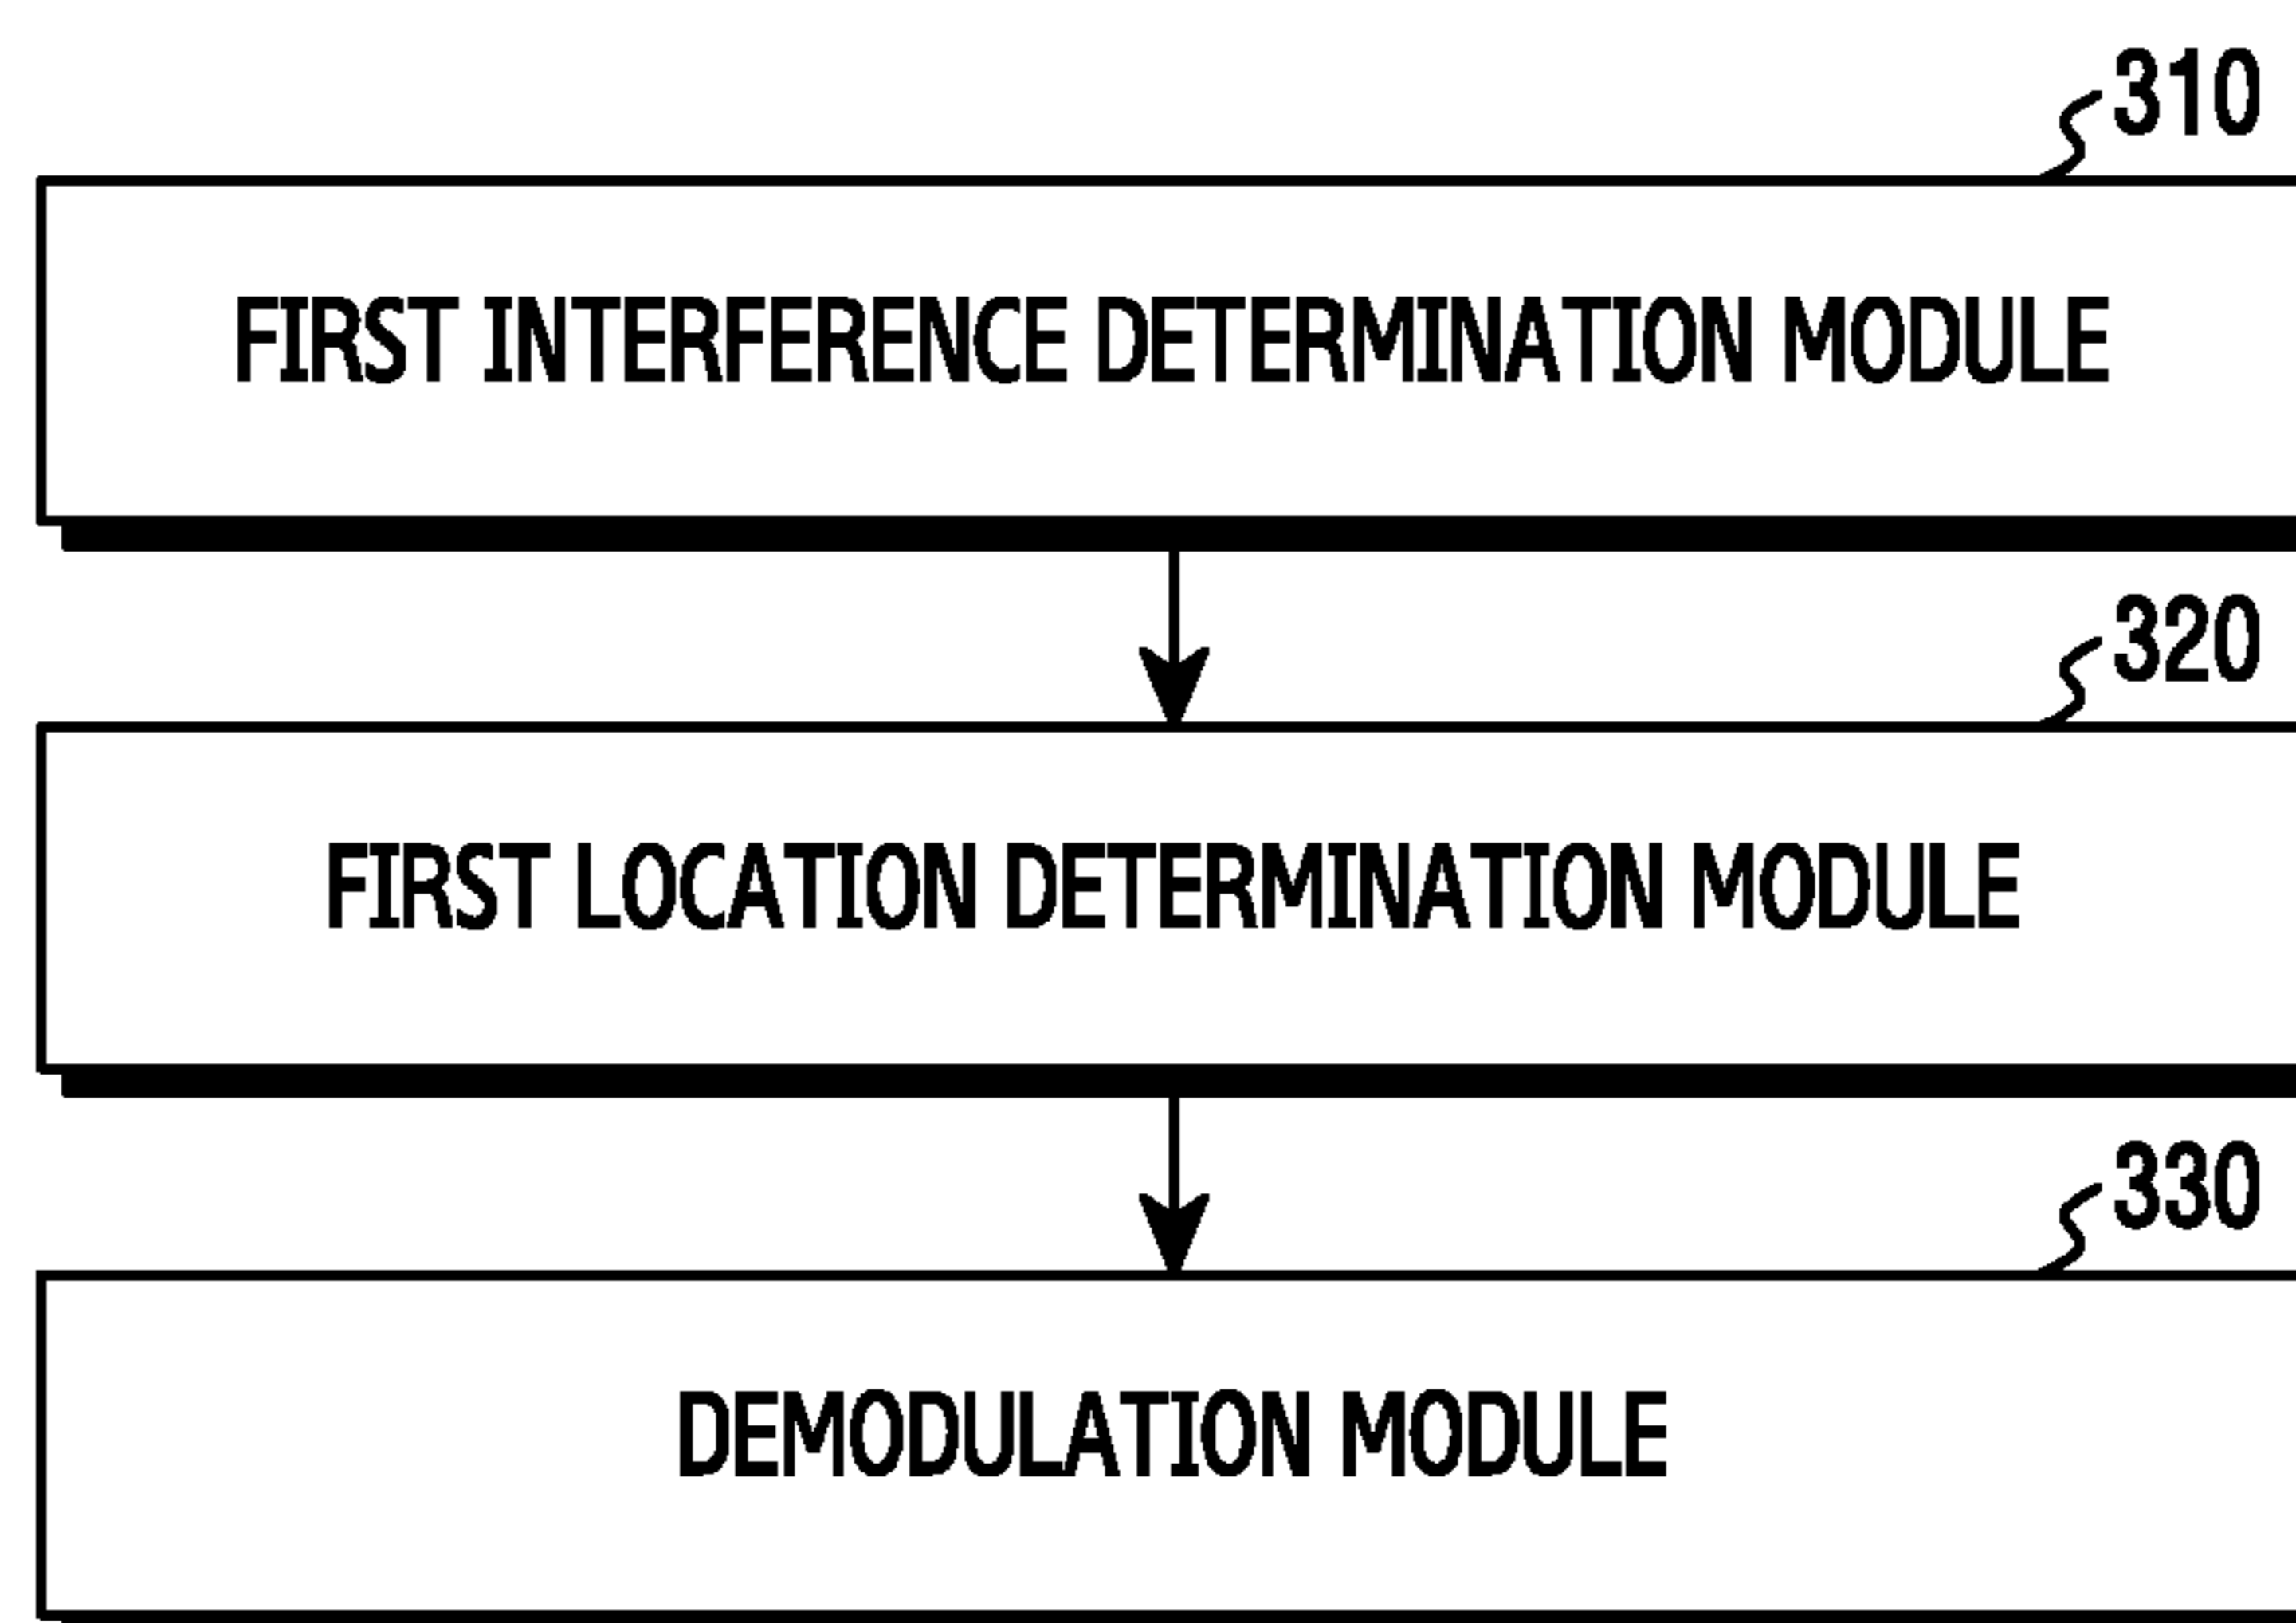 310
FIRST INTERFERENCE DETERMINATION MODULE
320
FIRST LOCATION DETERMINATION MODULE
330
DEMODULATION MODULE